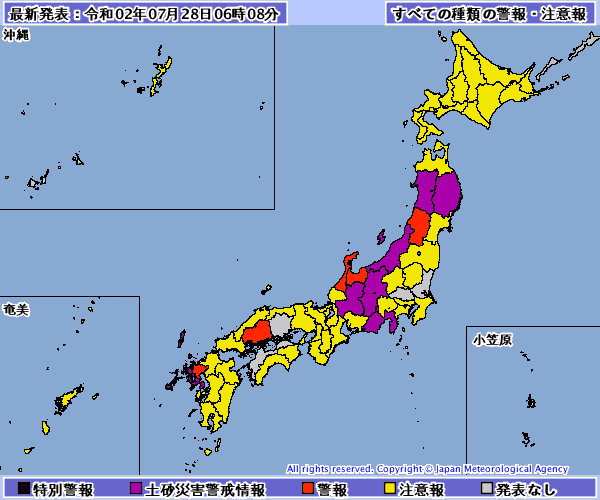 最新発表：令和02年07月28日06時08分
すべての種類の警報・注意報
沖縄
奄美
小笠原
All rights reserved. Copyright © Japan Meteorological Agency
特別警報 土砂災害警戒情報 警報 注意報 発表なし